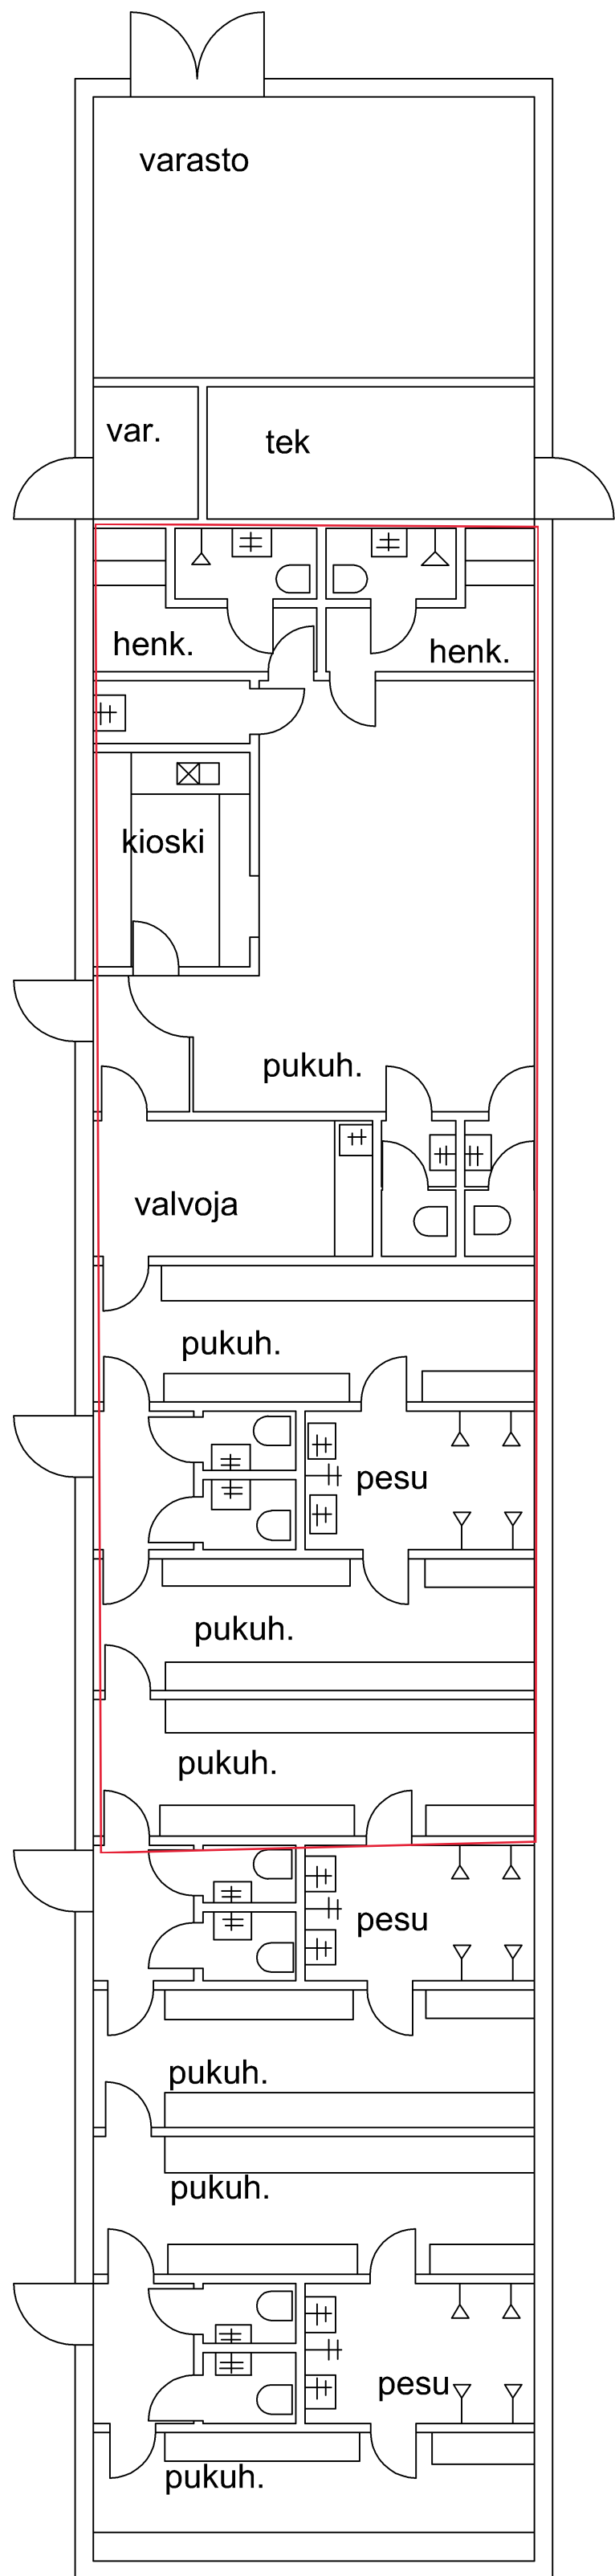 varasto
var.
tek
henk.
henk.
kioski
pukuh.
valvoja
pukuh.
pesu
pukuh.
pukuh.
pesu
pukuh.
pukuh.
pesu
pukuh.